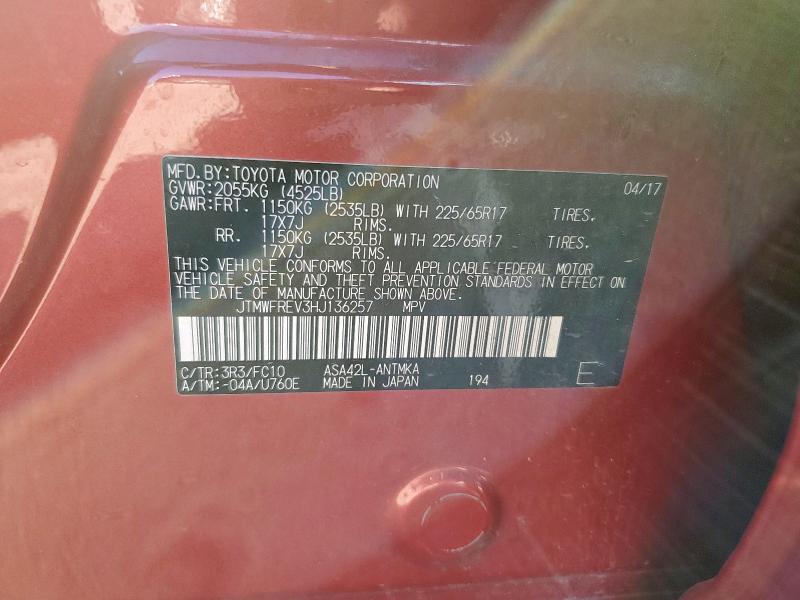 MFD.BY:TOYOTA MOTOR CORPORATION 04/17
GVWR:2055KG (4525LB)
GAWR:FRT. 1150KG (2535LB) WITH 225/65R17 TIRES.
17X7J RIMS.
RR. 1150KG (2535LB) WITH 225/65R17 TIRES.
17X7J RIMS.
THIS VEHICLE CONFORMS TO ALL APPLICABLE FEDERAL MOTOR
VEHICLE SAFETY AND THEFT PREVENTION STANDARDS IN EFFECT ON
THE DATE OF MANUFACTURE SHOWN ABOVE.
JTMWFREV3HJ136257 MPV
C/TR:3R3/FC10 ASA42L-ANTMKA
A/TM:-04A/U760E MADE IN JAPAN 194 E